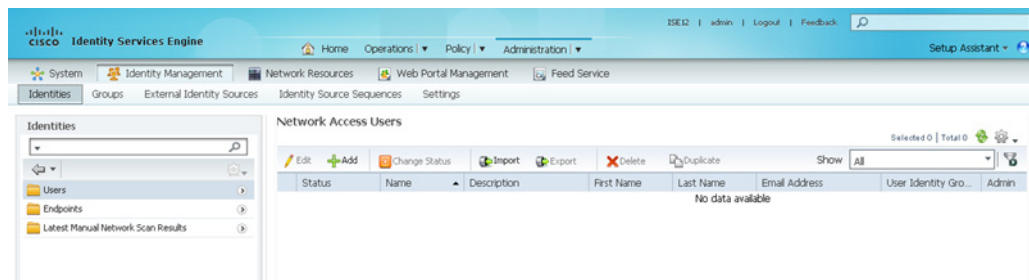 ISE12 | admin | Logout | Feedback
CISCO Identity Services Engine
Home Operations | Policy | Administration |
Setup Assistant
System Identity Management Network Resources Web Portal Management Feed Service
Identities Groups External Identity Sources Identity Source Sequences Settings
Identities
Users
Endpoints
Latest Manual Network Scan Results
Network Access Users
Selected 0 | Total 0
Edit Add Change Status Import Export Delete Duplicate Show All
Status Name Description First Name Last Name Email Address User Identity Gro... Admin
No data available